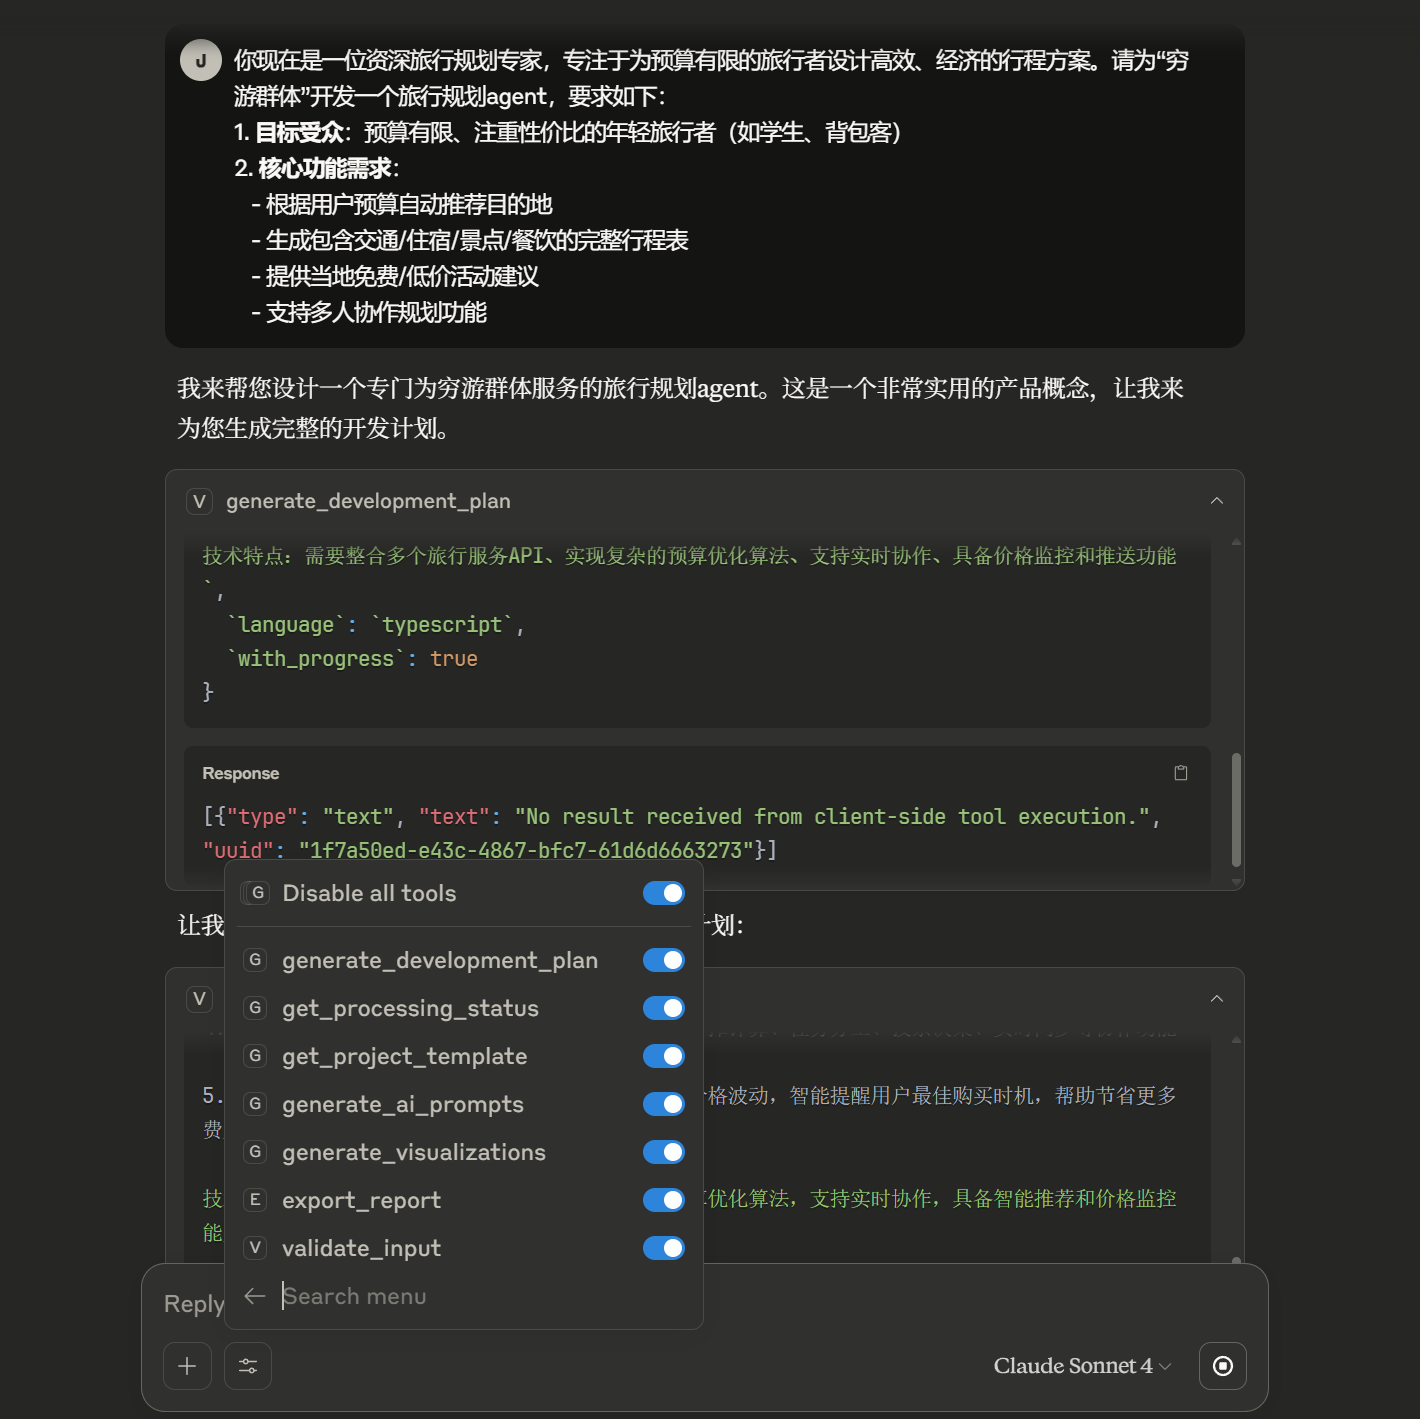 J
你现在是一位资深旅行规划专家，专注于为预算有限的旅行者设计高效、经济的行程方案。请为“穷
游群体”开发一个旅行规划agent，要求如下：
1. 目标受众：预算有限、注重性价比的年轻旅行者（如学生、背包客）
2. 核心功能需求：
- 根据用户预算自动推荐目的地
- 生成包含交通/住宿/景点/餐饮的完整行程表
- 提供当地免费/低价活动建议
- 支持多人协作规划功能
我来帮您设计一个专门为穷游群体服务的旅行规划agent。这是一个非常实用的产品概念，让我来
为您生成完整的开发计划。
V generate_development_plan
技术特点：需要整合多个旅行服务API、实现复杂的预算优化算法、支持实时协作、具备价格监控和推送功能
`,
`language`: `typescript`,
`with_progress`: true
}
Response
[{"type": "text", "text": "No result received from client-side tool execution.",
"uuid": "1f7a50ed-e43c-4867-bfc7-61d6d6663273"}]
让我 划：
V
5. 格波动，智能提醒用户最佳购买时机，帮助节省更多
费
技 优化算法，支持实时协作，具备智能推荐和价格监控
能
G Disable all tools
G generate_development_plan
G get_processing_status
G get_project_template
G generate_ai_prompts
G generate_visualizations
E export_report
V validate_input
Search menu
Reply
Claude Sonnet 4